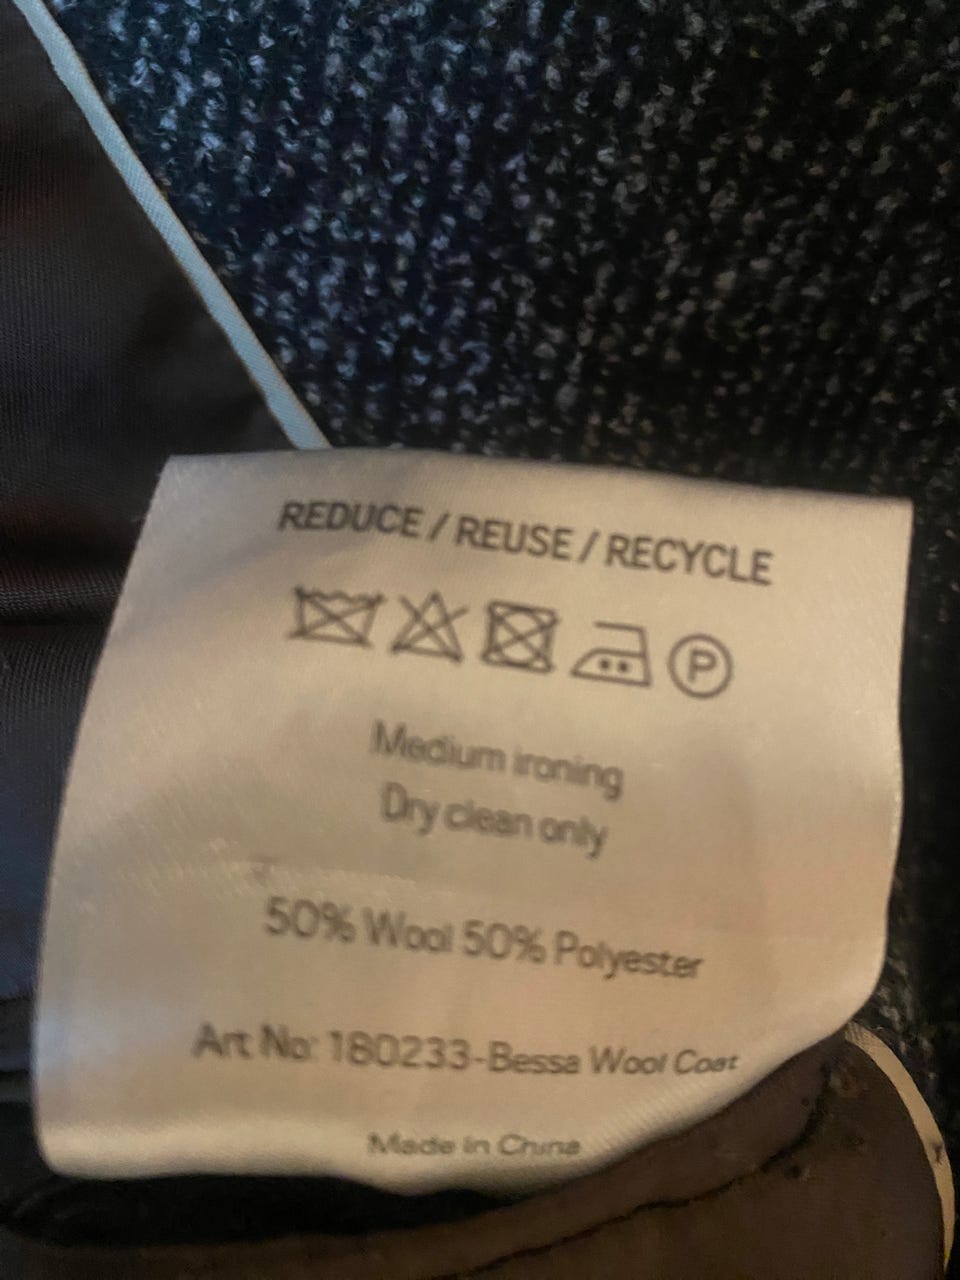 REDUCE / REUSE / RECYCLE
P
Medium ironing
Dry clean only
50% Wool 50% Polyester
Art No: 180233-Bessa Wool Coat
Made in China